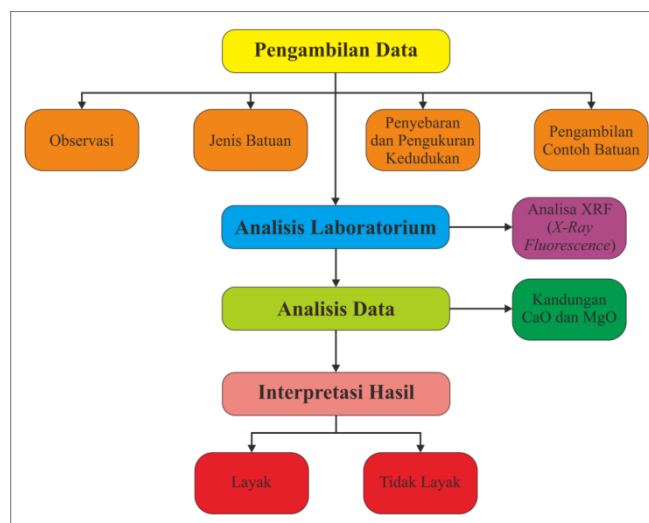 Pengambilan Data
Observasi
Jenis Batuan
Penyebaran
dan Pengukuran
Kedudukan
Pengambilan
Contoh Batuan
Analisis Laboratorium
Analisa XRF
(X-Ray
Fluorescence)
Analisis Data
Kandungan
CaO dan MgO
Interpretasi Hasil
Layak
Tidak Layak